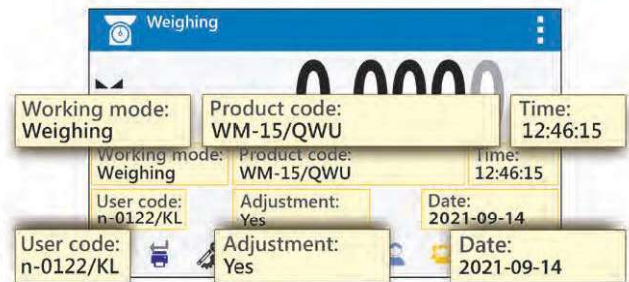 Weighing
0.0000
Working mode: Product code: Time:
Weighing WM-15/QWU 12:46:15
Working mode: Product code: Time:
Weighing WM-15/QWU 12:46:15
User code: Adjustment: Date:
n-0122/KL Yes 2021-09-14
User code: Adjustment: Date:
n-0122/KL Yes 2021-09-14